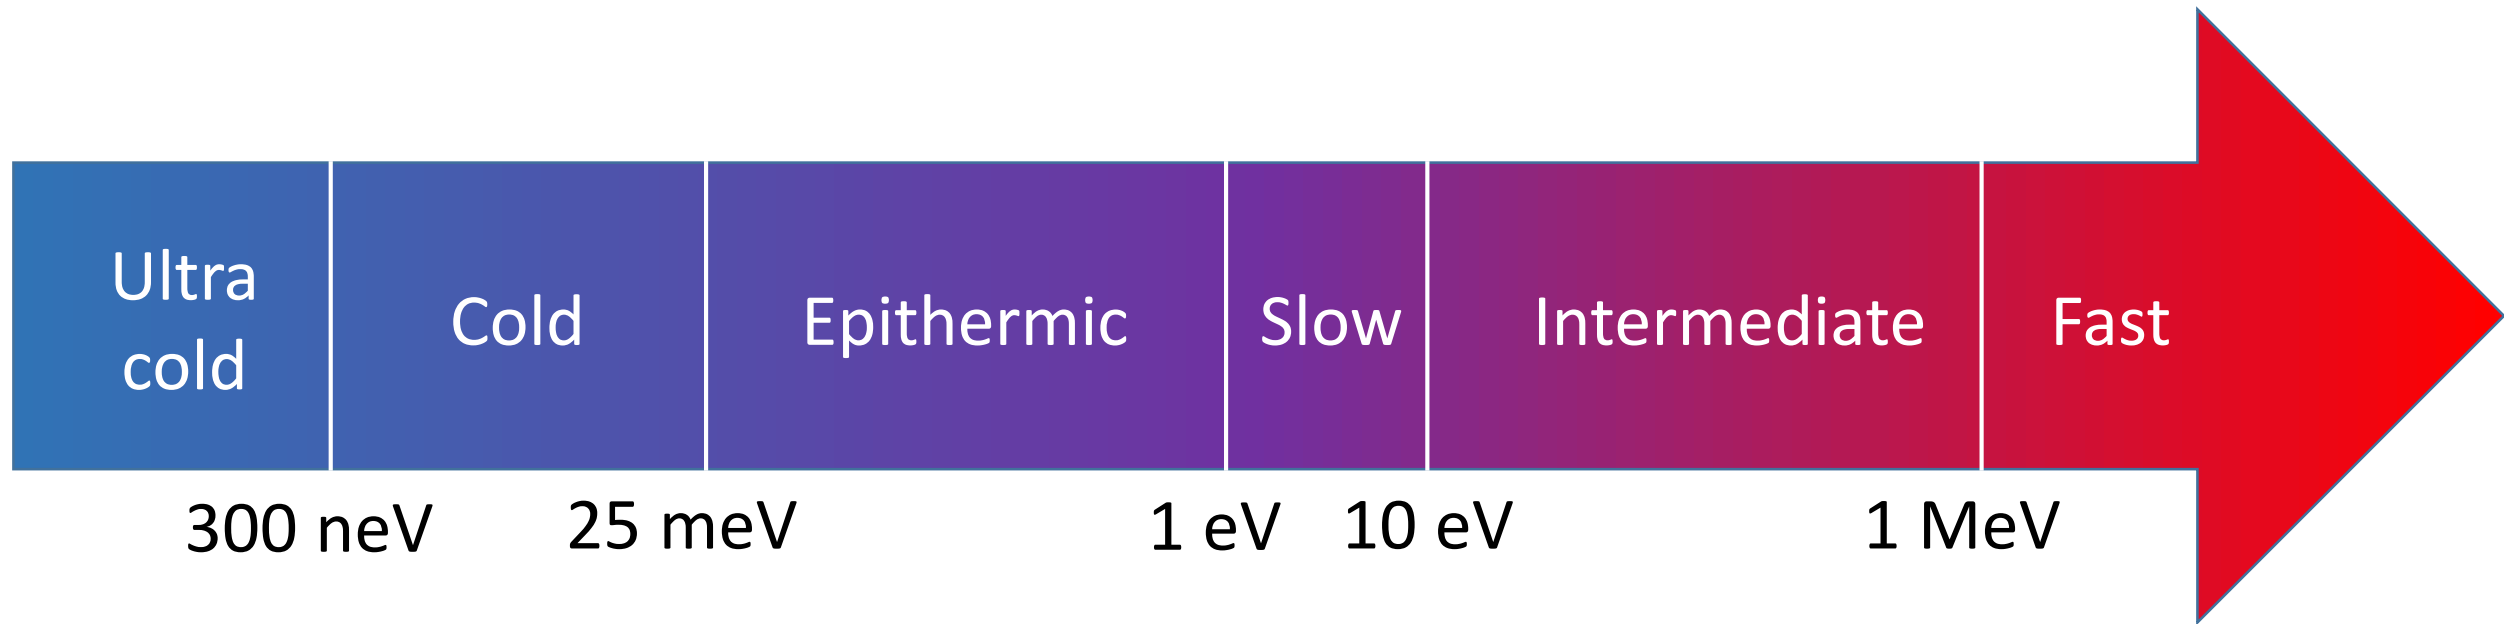 Ultra
cold
Cold
Epithermic
Slow
Intermediate
Fast
300 neV
25 meV
1 eV
10 eV
1 MeV